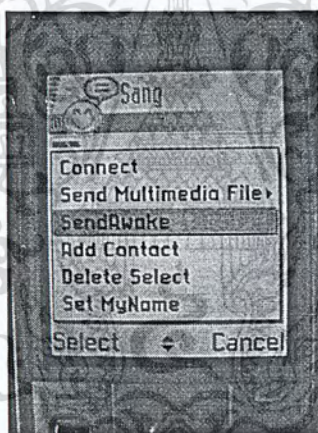 Sang
Connect
Send Multimedia File
SendAwake
Add Contact
Delete Select
Set MyName
Select Cancel